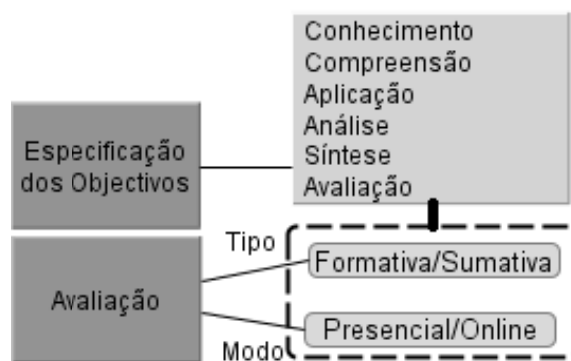 Conhecimento
Compreensão
Aplicação
Análise
Síntese
Avaliação
Especificação
dos Objectivos
Tipo
Formativa/Sumativa
Avaliação
Presencial/Online
Modo